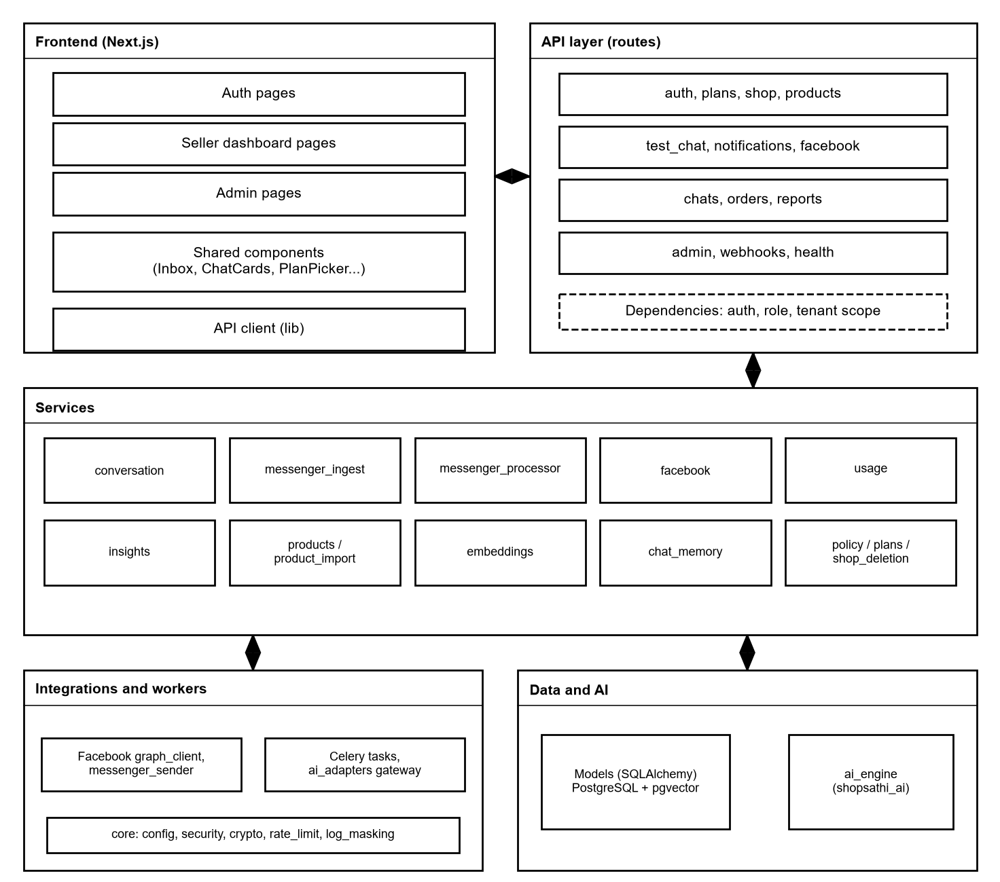 Frontend (Next.js)
Auth pages
Seller dashboard pages
Admin pages
Shared components
(Inbox, ChatCards, PlanPicker...)
API client (lib)
API layer (routes)
auth, plans, shop, products
test_chat, notifications, facebook
chats, orders, reports
admin, webhooks, health
Dependencies: auth, role, tenant scope
Services
conversation
messenger_ingest
messenger_processor
facebook
usage
insights
products /
product_import
embeddings
chat_memory
policy / plans /
shop_deletion
Integrations and workers
Facebook graph_client,
messenger_sender
Celery tasks,
ai_adapters gateway
core: config, security, crypto, rate_limit, log_masking
Data and AI
Models (SQLAlchemy)
PostgreSQL + pgvector
ai_engine
(shopsathi_ai)